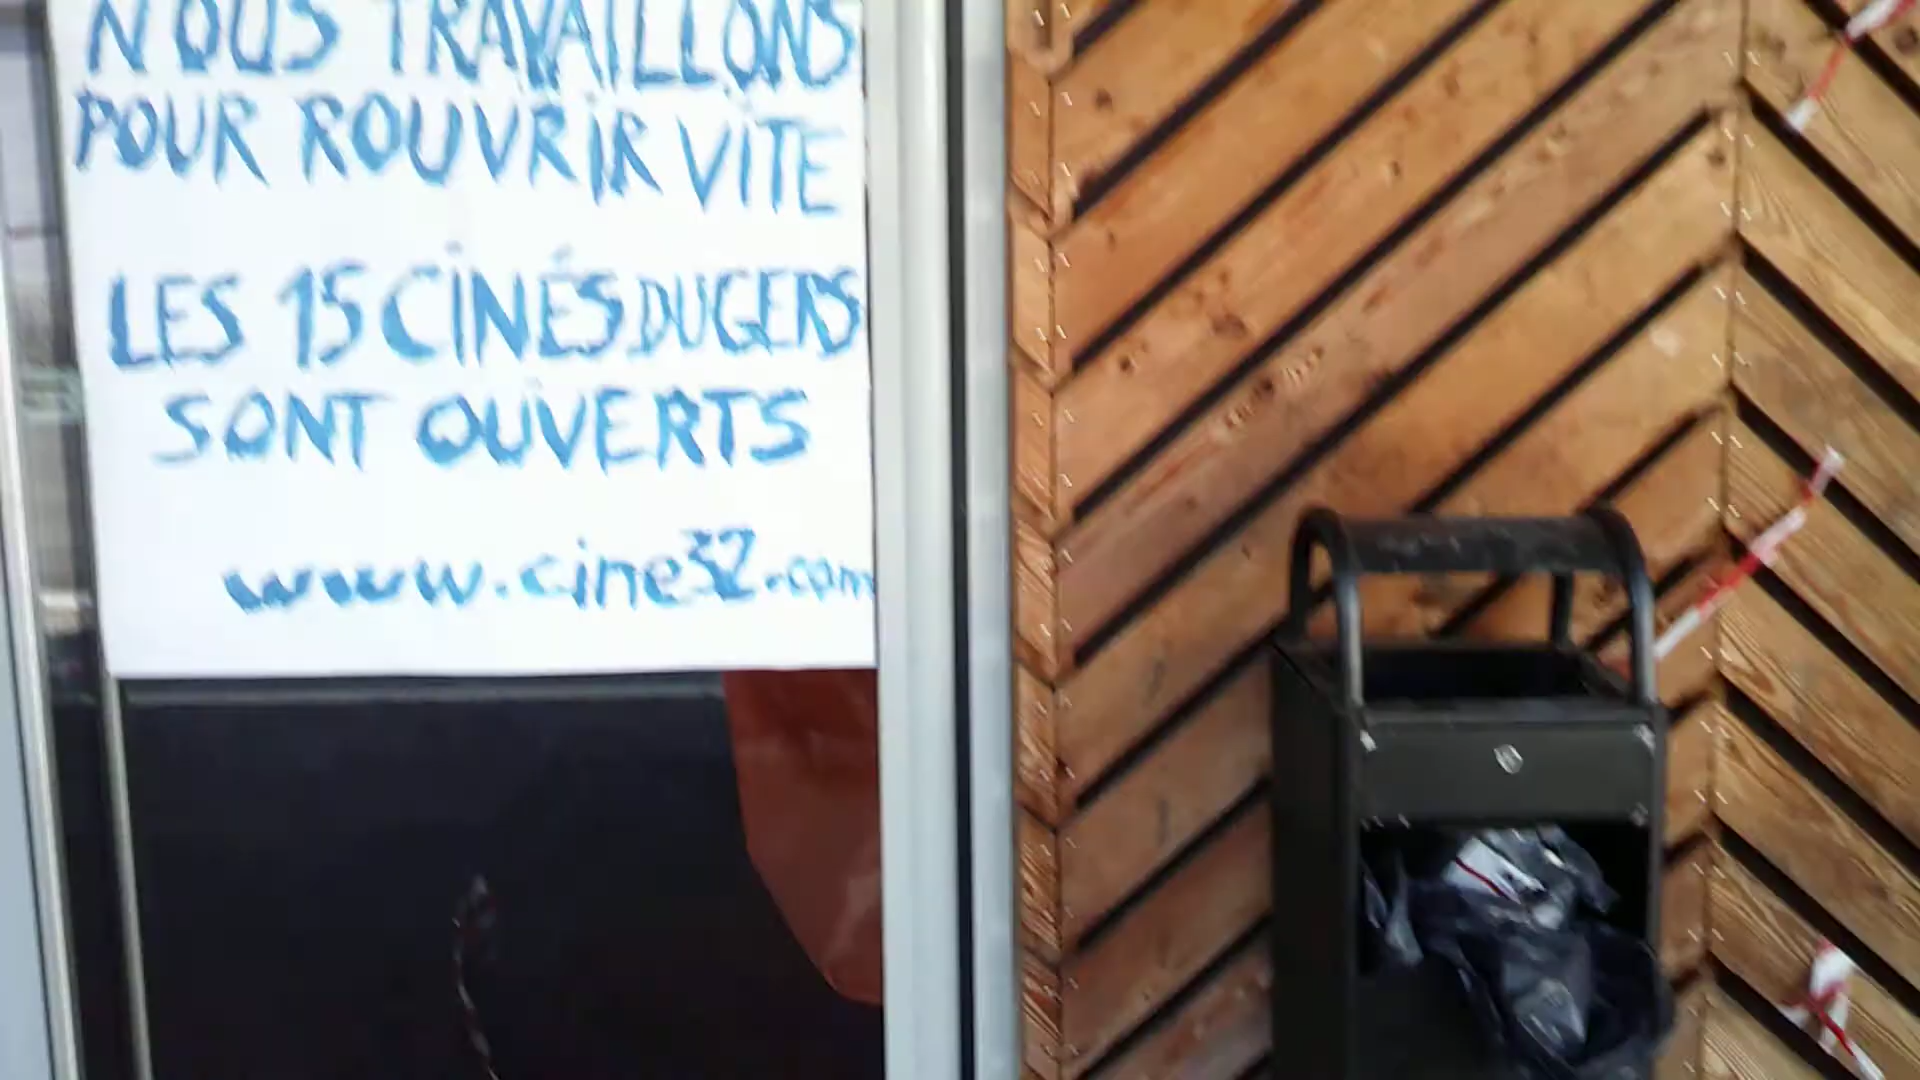 NOUS TRAVAILLONS
POUR ROUVRIR VITE
LES 15 CINÉS DU GERS
SONT OUVERTS
www.cine32.com